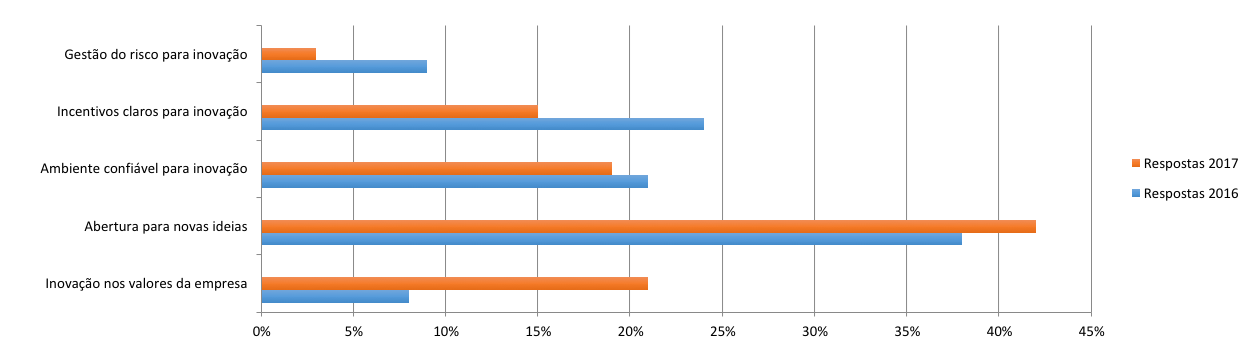 Gestão do risco para inovação
Incentivos claros para inovação
Ambiente confiável para inovação
Abertura para novas ideias
Inovação nos valores da empresa
0% 5% 10% 15% 20% 25% 30% 35% 40% 45%
Respostas 2017
Respostas 2016